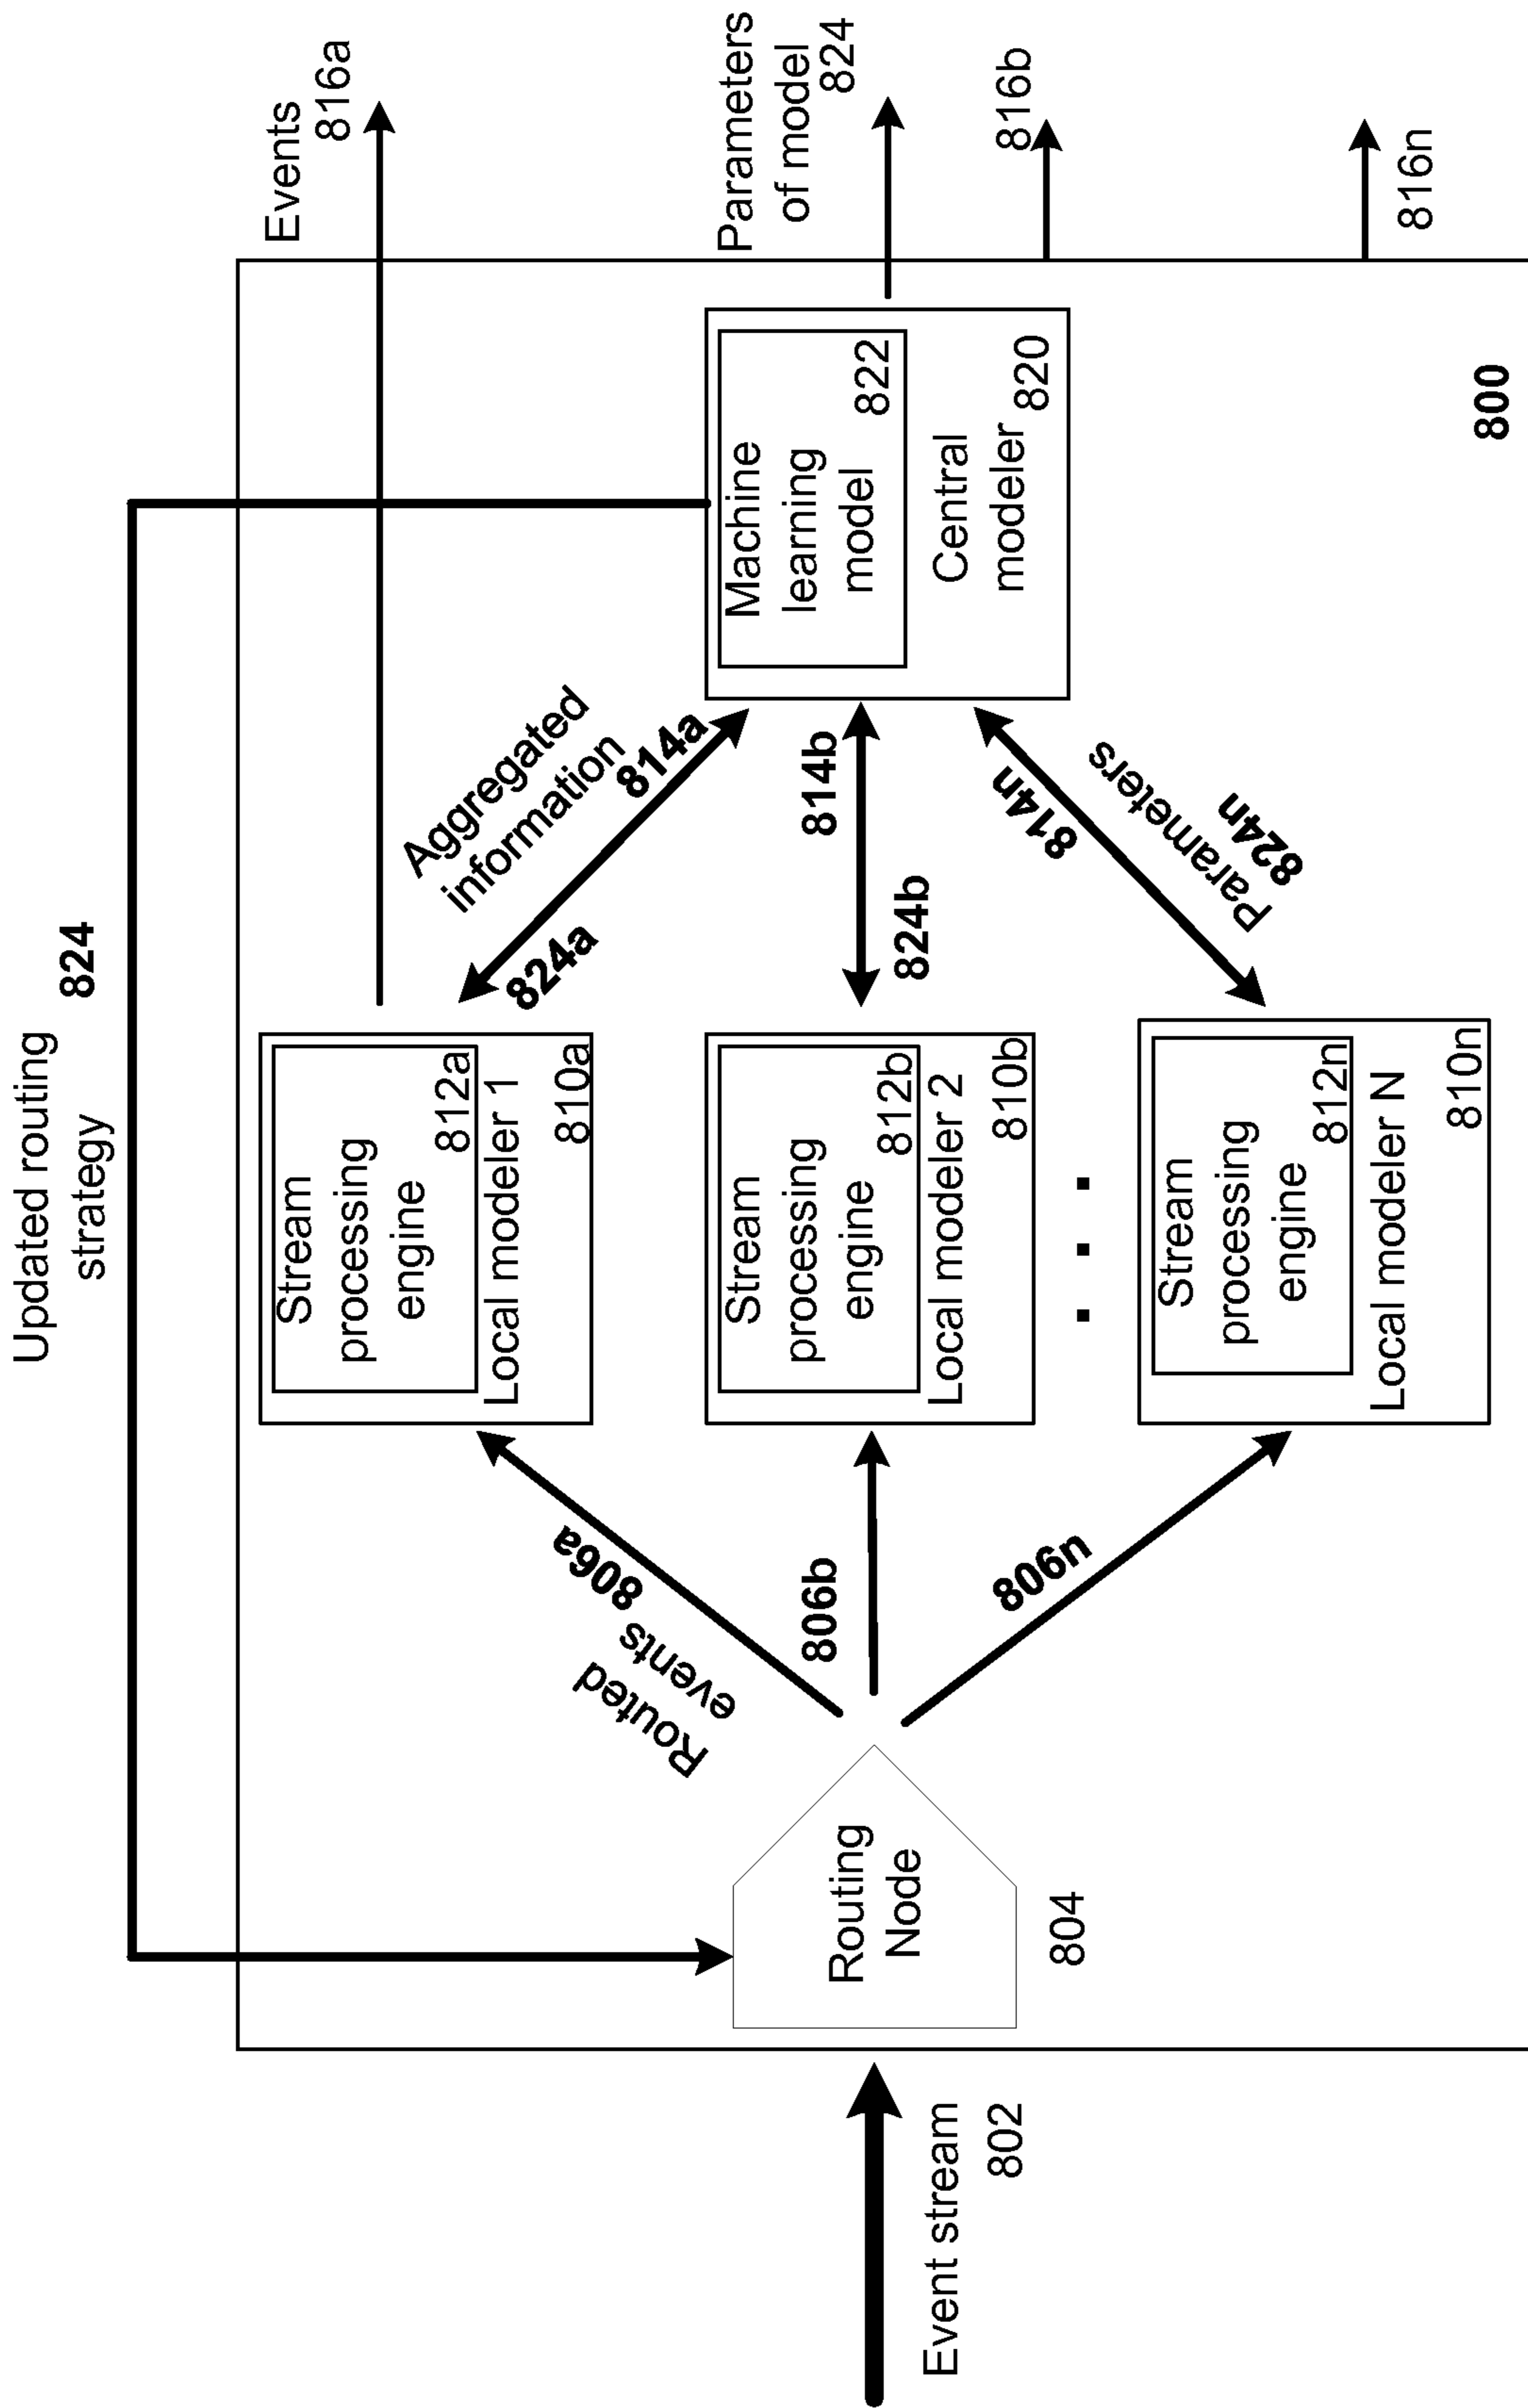 Updated routing
strategy
824
Event stream
802
Routing
Node
804
Routed
events 806a
806b
806n
Stream
processing
engine
812a
Local modeler 1
810a
Stream
processing
engine
812b
Local modeler 2
810b
. . .
Stream
processing
engine
812n
Local modeler N
810n
Aggregated
information
814a
824a
814b
824b
814n
Parameters
824n
Machine
learning
model
822
Central
modeler
820
Events
816a
Parameters
of model
824
816b
816n
800